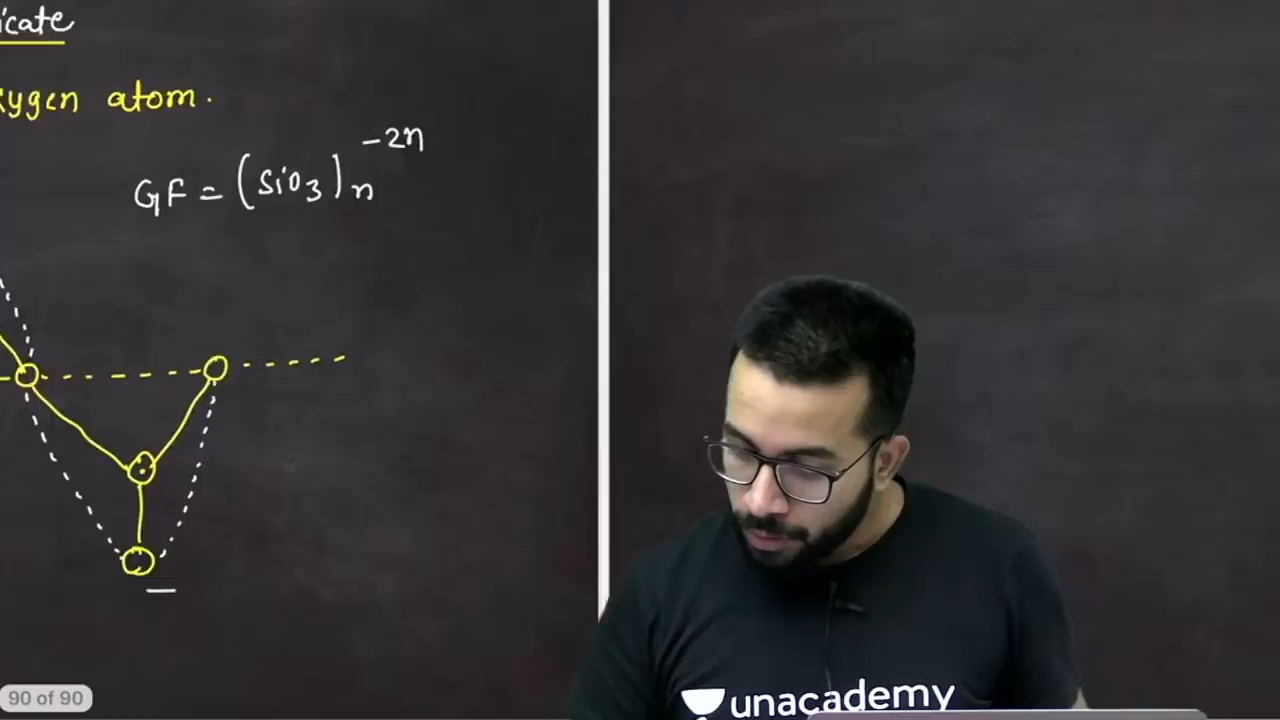 icate
xygen atom.
GF = (SiO3)n^-2n
90 of 90
unacademy